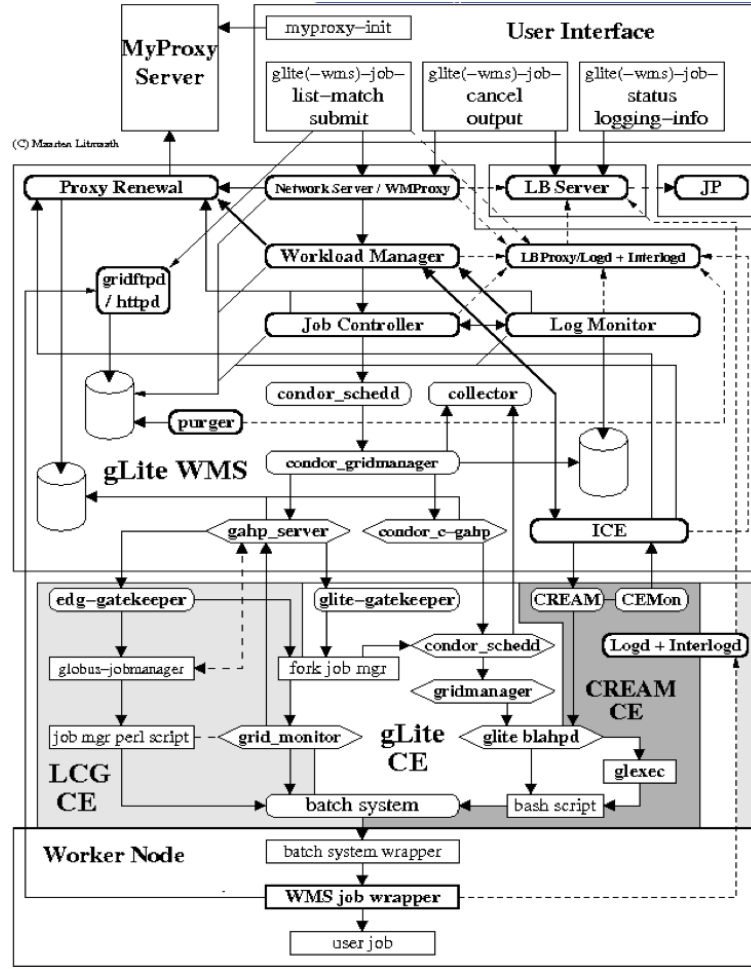 MyProxy
Server
myproxy-init
User Interface
glite(-wms)-job-
list-match
submit
glite(-wms)-job-
cancel
output
glite(-wms)-job-
status
logging-info
(C) Maarten Litmaath
Proxy Renewal
Network Server / WMProxy
LB Server
JP
Workload Manager
LBProxy/Logd + Interlogd
gridftpd
/ httpd
Job Controller
Log Monitor
condor_schedd
collector
purger
gLite WMS
condor_gridmanager
gahp_server
condor_c-gahp
ICE
edg-gatekeeper
glite-gatekeeper
CREAM
CEMon
globus-jobmanager
fork job mgr
condor_schedd
Logd + Interlogd
gridmanager
CREAM
CE
job mgr perl script
grid_monitor
gLite
CE
glite blahpd
LCG
CE
glexec
batch system
bash script
Worker Node
batch system wrapper
WMS job wrapper
user job